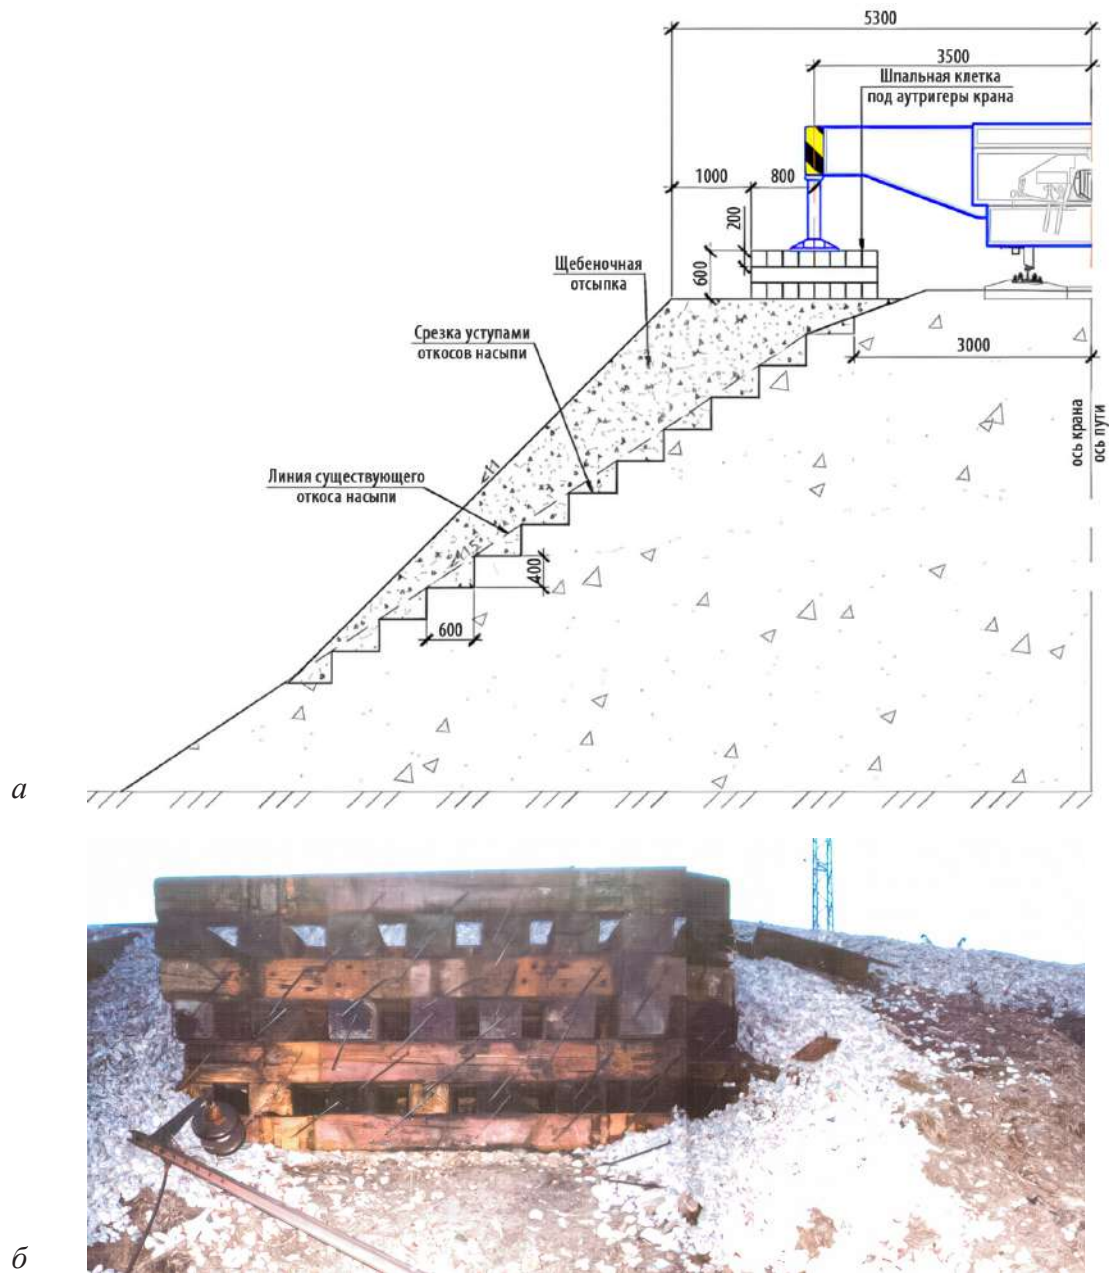 5300
3500
Шпальная клетка
под аутригеры крана
1000
800
200
600
Щебеночная
отсыпка
Срезка уступами
откосов насыпи
3000
ось крана
ось пути
Линия существующего
откоса насыпи
400
600
а
б